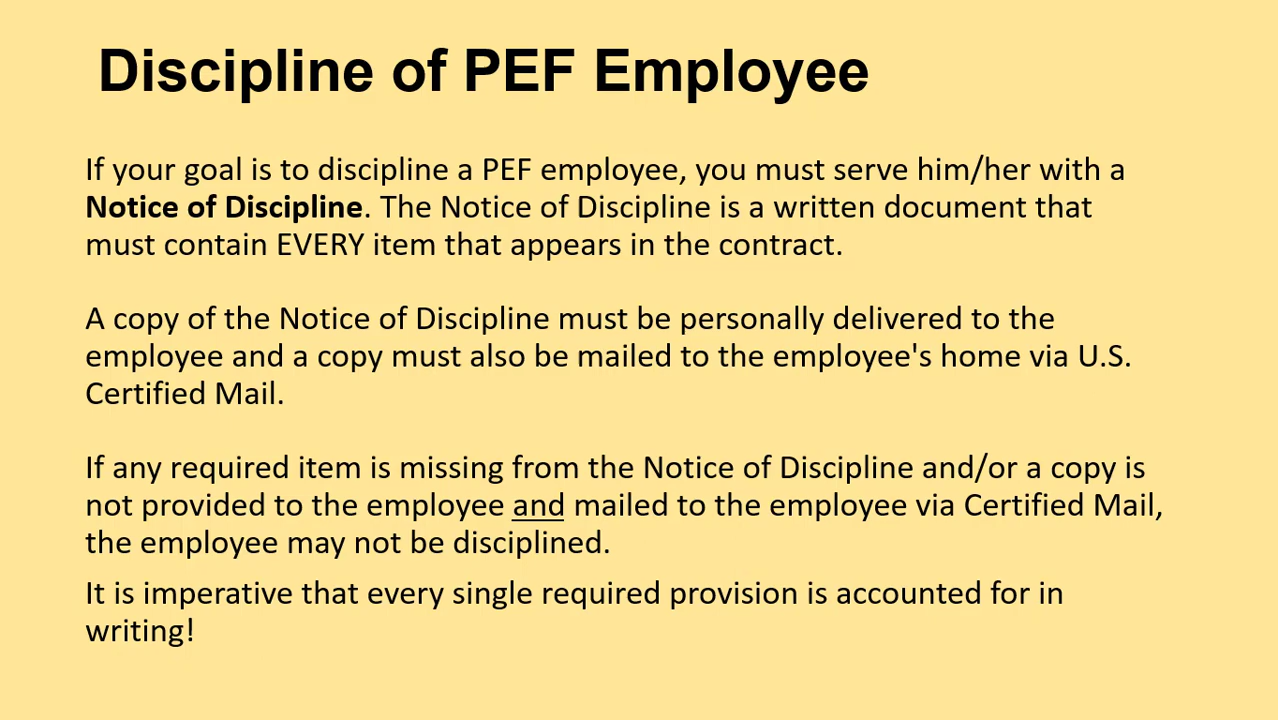 Discipline of PEF Employee
If your goal is to discipline a PEF employee, you must serve him/her with a
Notice of Discipline. The Notice of Discipline is a written document that
must contain EVERY item that appears in the contract.
A copy of the Notice of Discipline must be personally delivered to the
employee and a copy must also be mailed to the employee's home via U.S.
Certified Mail.
If any required item is missing from the Notice of Discipline and/or a copy is
not provided to the employee and mailed to the employee via Certified Mail,
the employee may not be disciplined.
It is imperative that every single required provision is accounted for in
writing!